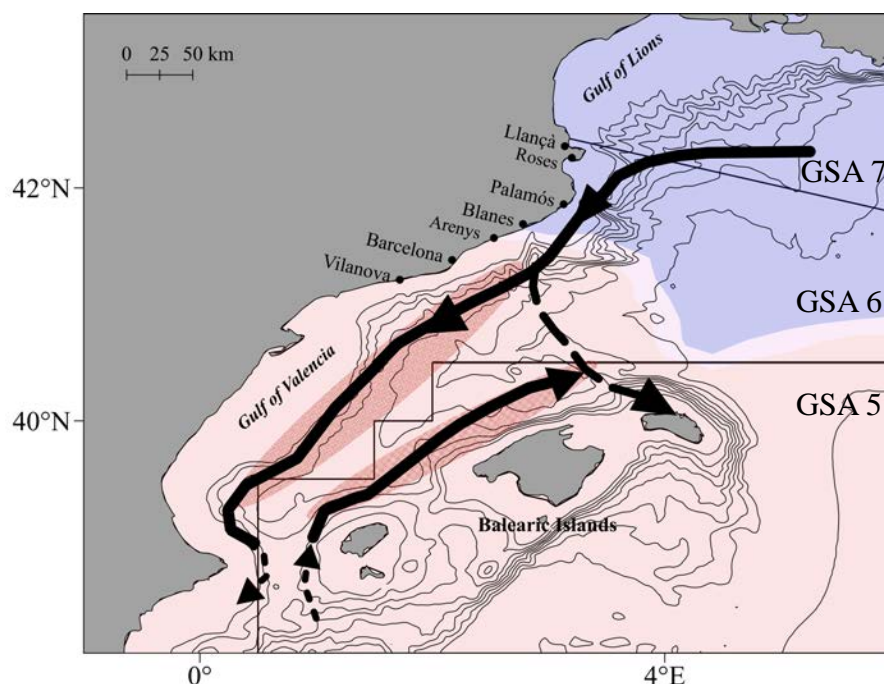 0 25 50 km
Gulf of Lions
Llançà
Roses
GSA 7
42°N
Palamós
Blanes
Arenys
Barcelona
Vilanova
GSA 6
Gulf of Valencia
GSA 5
40°N
Balearic Islands
0°
4°E